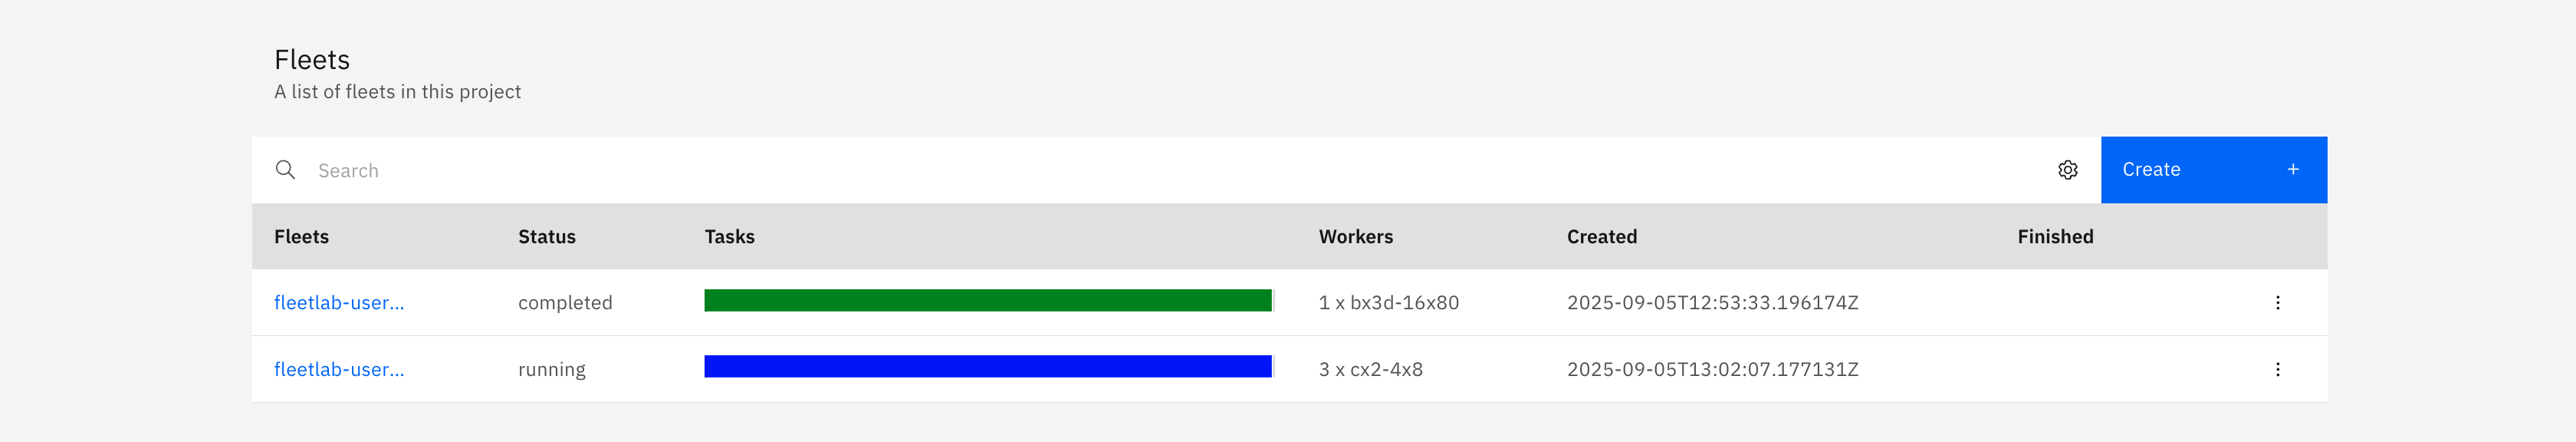 Fleets
A list of fleets in this project
Search
Create +
Fleets Status Tasks Workers Created Finished
fleetlab-user... completed 1 x bx3d-16x80 2025-09-05T12:53:33.196174Z
fleetlab-user... running 3 x cx2-4x8 2025-09-05T13:02:07.177131Z